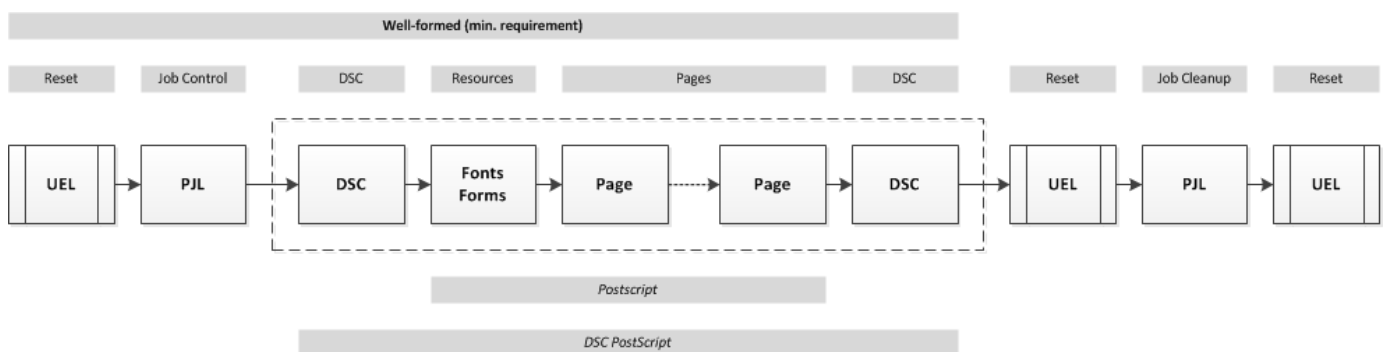 Well-formed (min. requirement)
Reset Job Control DSC Resources Pages DSC Reset Job Cleanup Reset
UEL PJL DSC Fonts Forms Page Page DSC UEL PJL UEL
Postscript
DSC PostScript